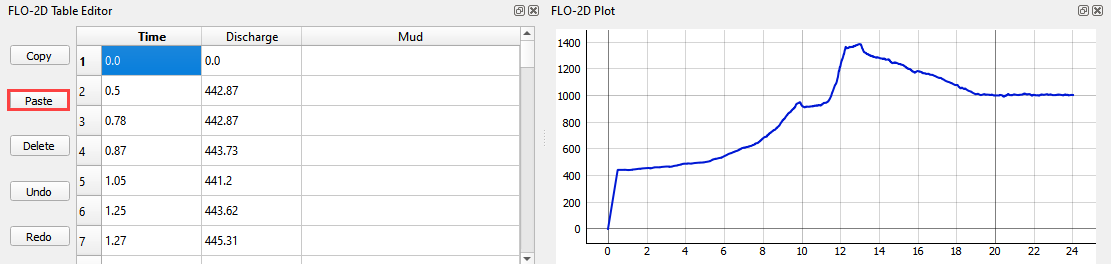 FLO-2D Table Editor
Time Discharge Mud
Copy
Paste
Delete
Undo
Redo
1 0.0 0.0
2 0.5 442.87
3 0.78 442.87
4 0.87 443.73
5 1.05 441.2
6 1.25 443.62
7 1.27 445.31
FLO-2D Plot
1400
1200
1000
800
600
400
200
0
0 2 4 6 8 10 12 14 16 18 20 22 24